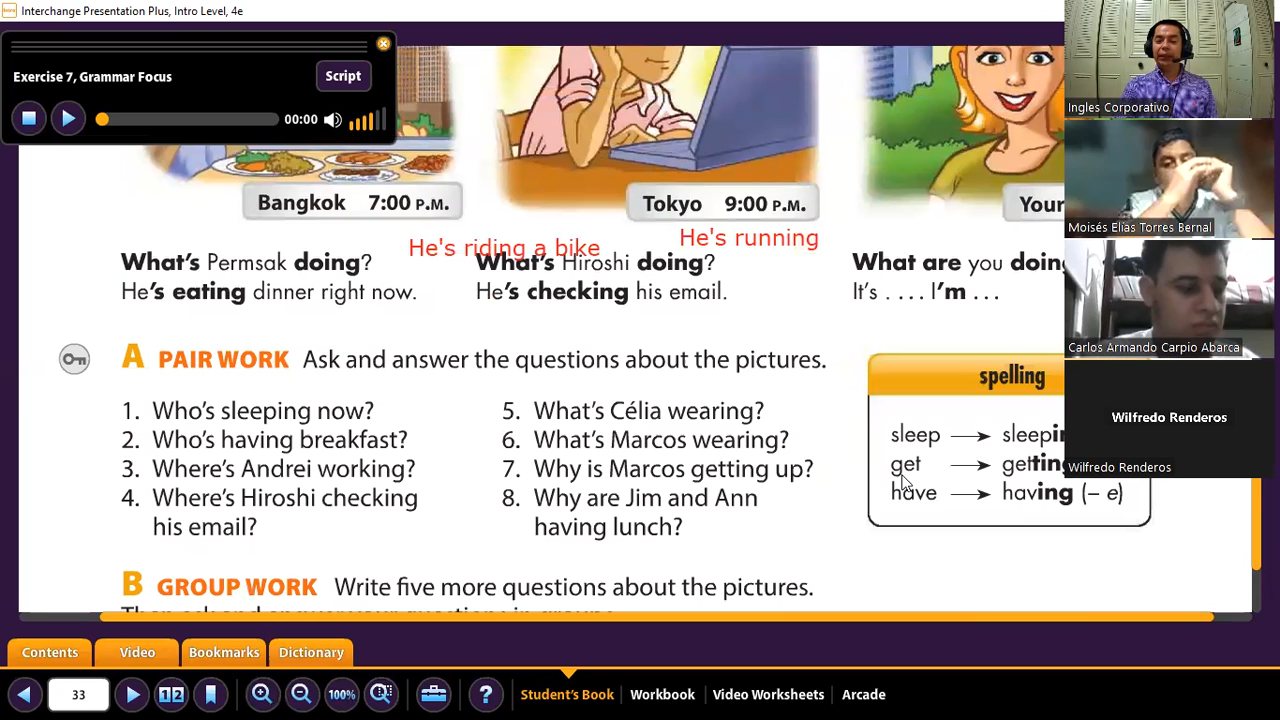 Interchange Presentation Plus, Intro Level, 4e
Exercise 7, Grammar Focus
Script
00:00
Ingles Corporativo
Moisés Elías Torres Bernal
Carlos Armando Carpio Abarca
Wilfredo Renderos
Wilfredo Renderos
Bangkok 7:00 P.M.
Tokyo 9:00 P.M.
Your
He's riding a bike
He's running
What's Permsak doing?
He's eating dinner right now.
What's Hiroshi doing?
He's checking his email.
What are you doin
It's .... I'm ...
A PAIR WORK Ask and answer the questions about the pictures.
1. Who's sleeping now?
2. Who's having breakfast?
3. Where's Andrei working?
4. Where's Hiroshi checking
his email?
5. What's Célia wearing?
6. What's Marcos wearing?
7. Why is Marcos getting up?
8. Why are Jim and Ann
having lunch?
spelling
sleep → sleepin
get → getting
have → having (– e)
B GROUP WORK Write five more questions about the pictures.
Contents
Video
Bookmarks
Dictionary
33
1 2
100%
?
Student's Book
Workbook
Video Worksheets
Arcade